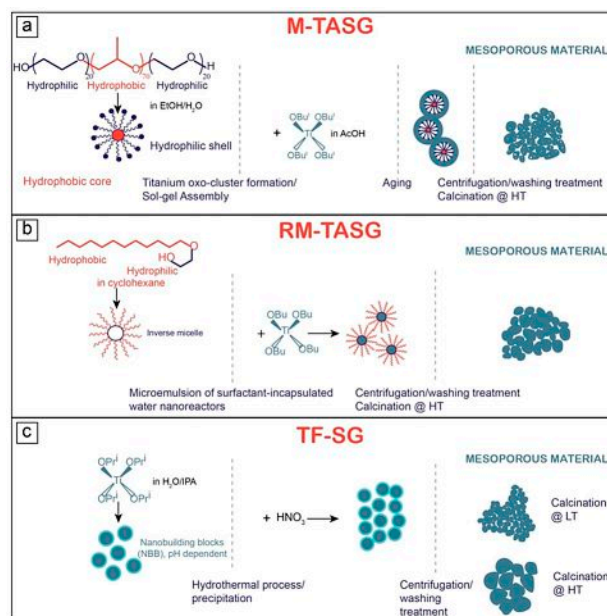 a
M-TASG
MESOPOROUS MATERIAL
HO
O
20
O
70
O
20
H
Hydrophilic
Hydrophobic
Hydrophilic
in EtOH/H2O
Hydrophilic shell
Hydrophobic core
+
OBu^t
OBu^t
Ti
OBu^t
OBu^t
in AcOH
Titanium oxo-cluster formation/
Sol-gel Assembly
Aging
Centrifugation/washing treatment
Calcination @ HT
b
RM-TASG
MESOPOROUS MATERIAL
O
HO
Hydrophobic
Hydrophilic
in cyclohexane
Inverse micelle
+
OBu
OBu
Ti
OBu
OBu
Microemulsion of surfactant-incapsulated
water nanoreactors
Centrifugation/washing treatment
Calcination @ HT
c
TF-SG
MESOPOROUS MATERIAL
OPr^i
OPr^i
Ti
OPr^i
OPr^i
in H2O/IPA
Nanobuilding blocks
(NBB), pH dependent
+ HNO3
Hydrothermal process/
precipitation
Centrifugation/
washing
treatment
Calcination
@ LT
Calcination
@ HT